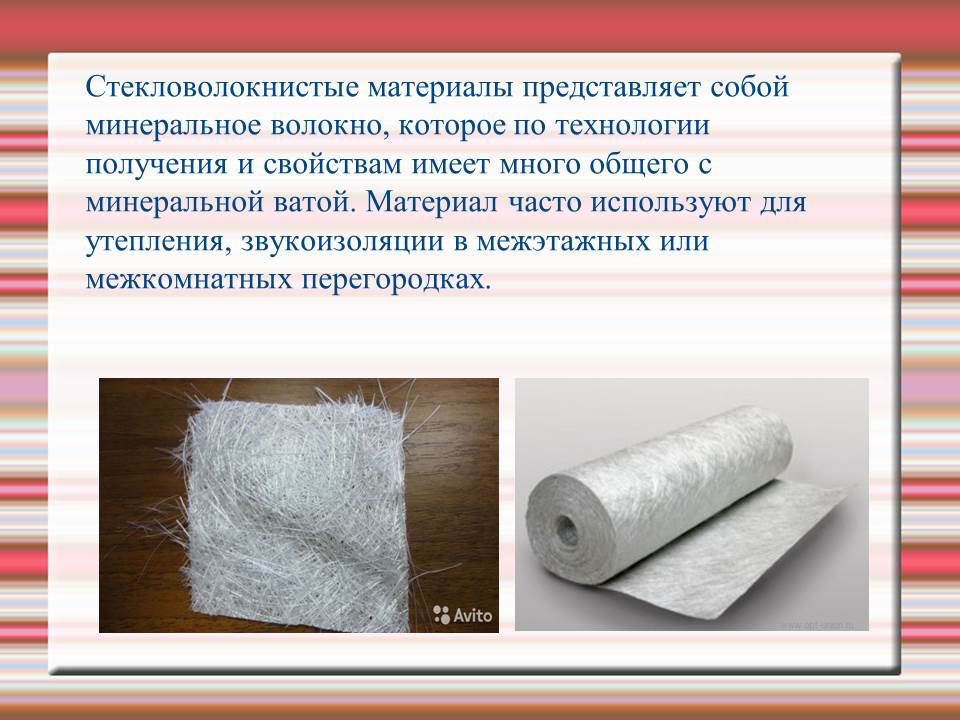 Стекловолокнистые материалы представляет собой
минеральное волокно, которое по технологии
получения и свойствам имеет много общего с
минеральной ватой. Материал часто используют для
утепления, звукоизоляции в межэтажных или
межкомнатных перегородках.
Avito